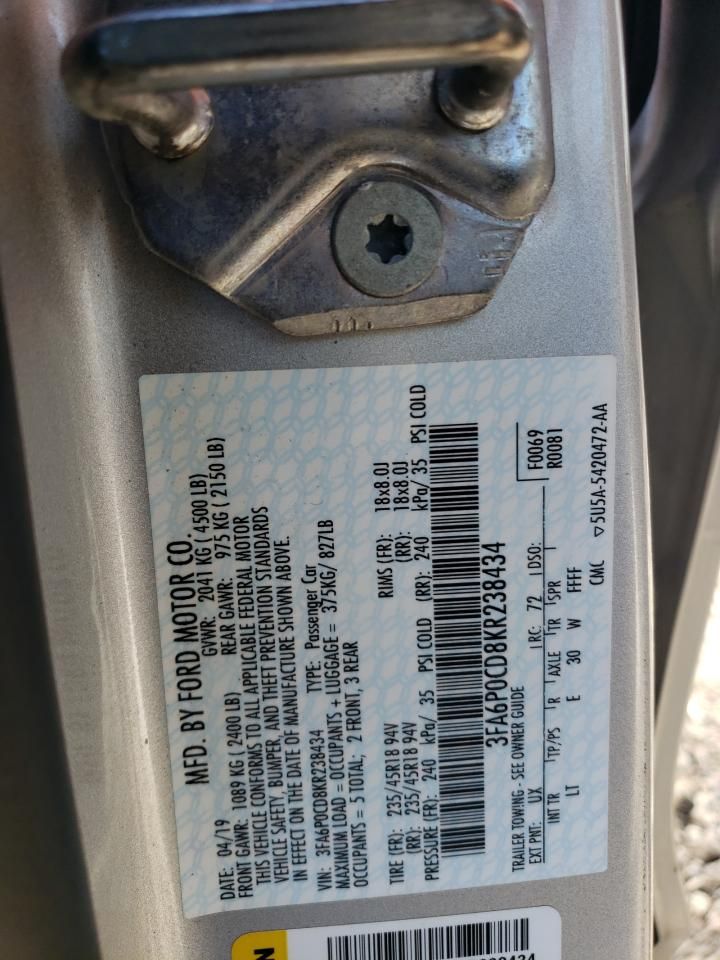 MFD. BY FORD MOTOR CO.
DATE: 04/19 GVWR: 2041 KG ( 4500 LB)
FRONT GAWR: 1089 KG ( 2400 LB) REAR GAWR: 975 KG ( 2150 LB)
THIS VEHICLE CONFORMS TO ALL APPLICABLE FEDERAL MOTOR
VEHICLE SAFETY, BUMPER, AND THEFT PREVENTION STANDARDS
IN EFFECT ON THE DATE OF MANUFACTURE SHOWN ABOVE.
VIN: 3FA6P0CD8KR238434 TYPE: Passenger Car
MAXIMUM LOAD = OCCUPANTS + LUGGAGE = 375KG/ 827LB
OCCUPANTS = 5 TOTAL; 2 FRONT, 3 REAR
TIRE (FR): 235/45R18 94V RIMS (FR): 18x8.0J
(RR): 235/45R18 94V (RR): 18x8.0J
PRESSURE (FR): 240 kPa/ 35 PSI COLD (RR): 240 kPa/ 35 PSI COLD
3FA6P0CD8KR238434
TRAILER TOWING - SEE OWNER GUIDE F0069
EXT PNT: UX RC: 72 DSO: R0081
INT TR TP/PS R AXLE TR SPR
LT E 30 W FFFF
CMC ▽5U5A-5420472-AA